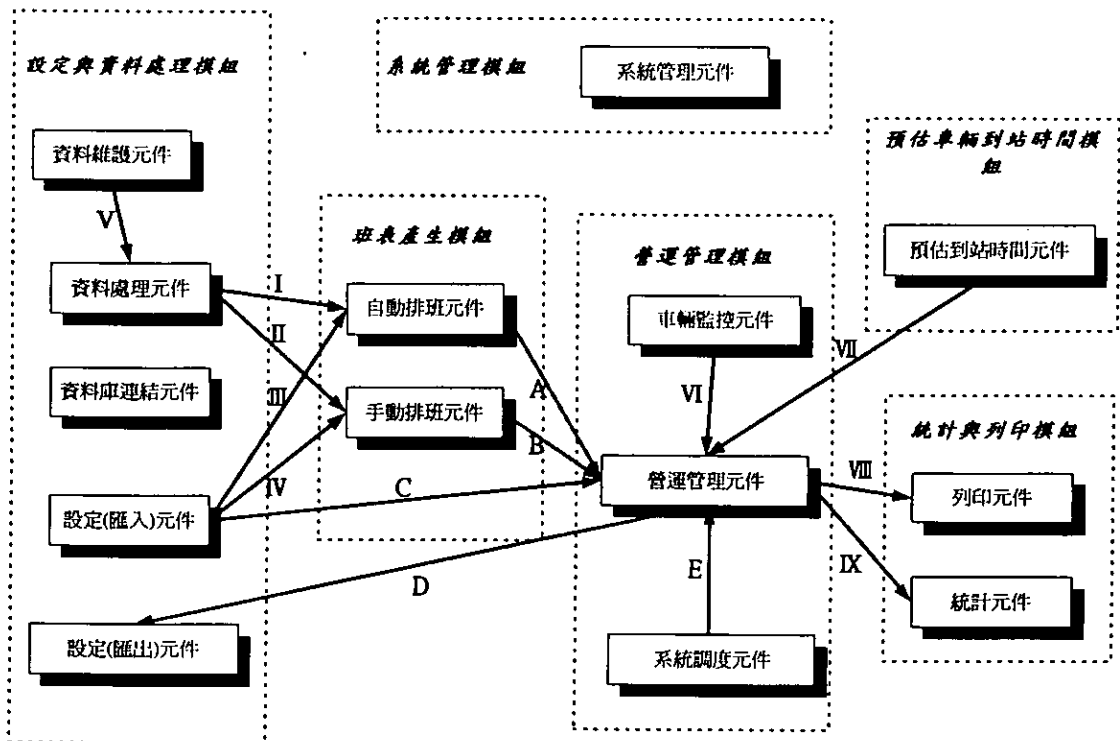 設定與資料處理模組
資料維護元件
V
資料處理元件
資料庫連結元件
設定(匯入)元件
設定(匯出)元件
I
II
III
IV
C
D
班表產生模組
自動排班元件
手動排班元件
A
B
系統管理模組
系統管理元件
營運管理模組
車輛監控元件
VI
營運管理元件
E
系統調度元件
預估車輛到站時間模
組
預估到站時間元件
VII
統計與列印模組
VIII
列印元件
IX
統計元件